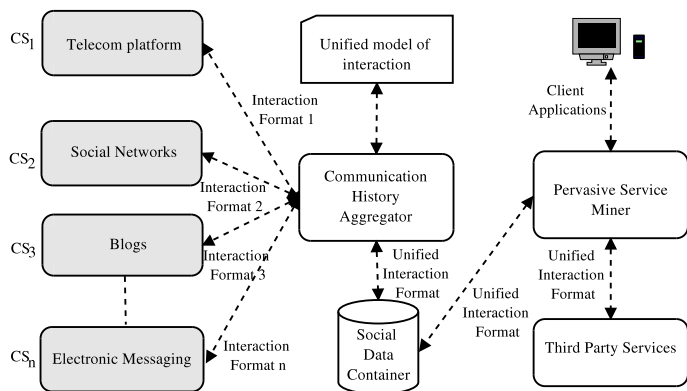 CS1
Telecom platform
Unified model of
interaction
Interaction
Format 1
Client
Applications
CS2
Social Networks
Interaction
Format 2
Communication
History
Aggregator
Pervasive Service
Miner
CS3
Blogs
Interaction
Format 3
Unified
Interaction
Format
Unified
Interaction
Format
Unified
Interaction
Format
CSn
Electronic Messaging
Interaction
Format n
Social
Data
Container
Third Party Services